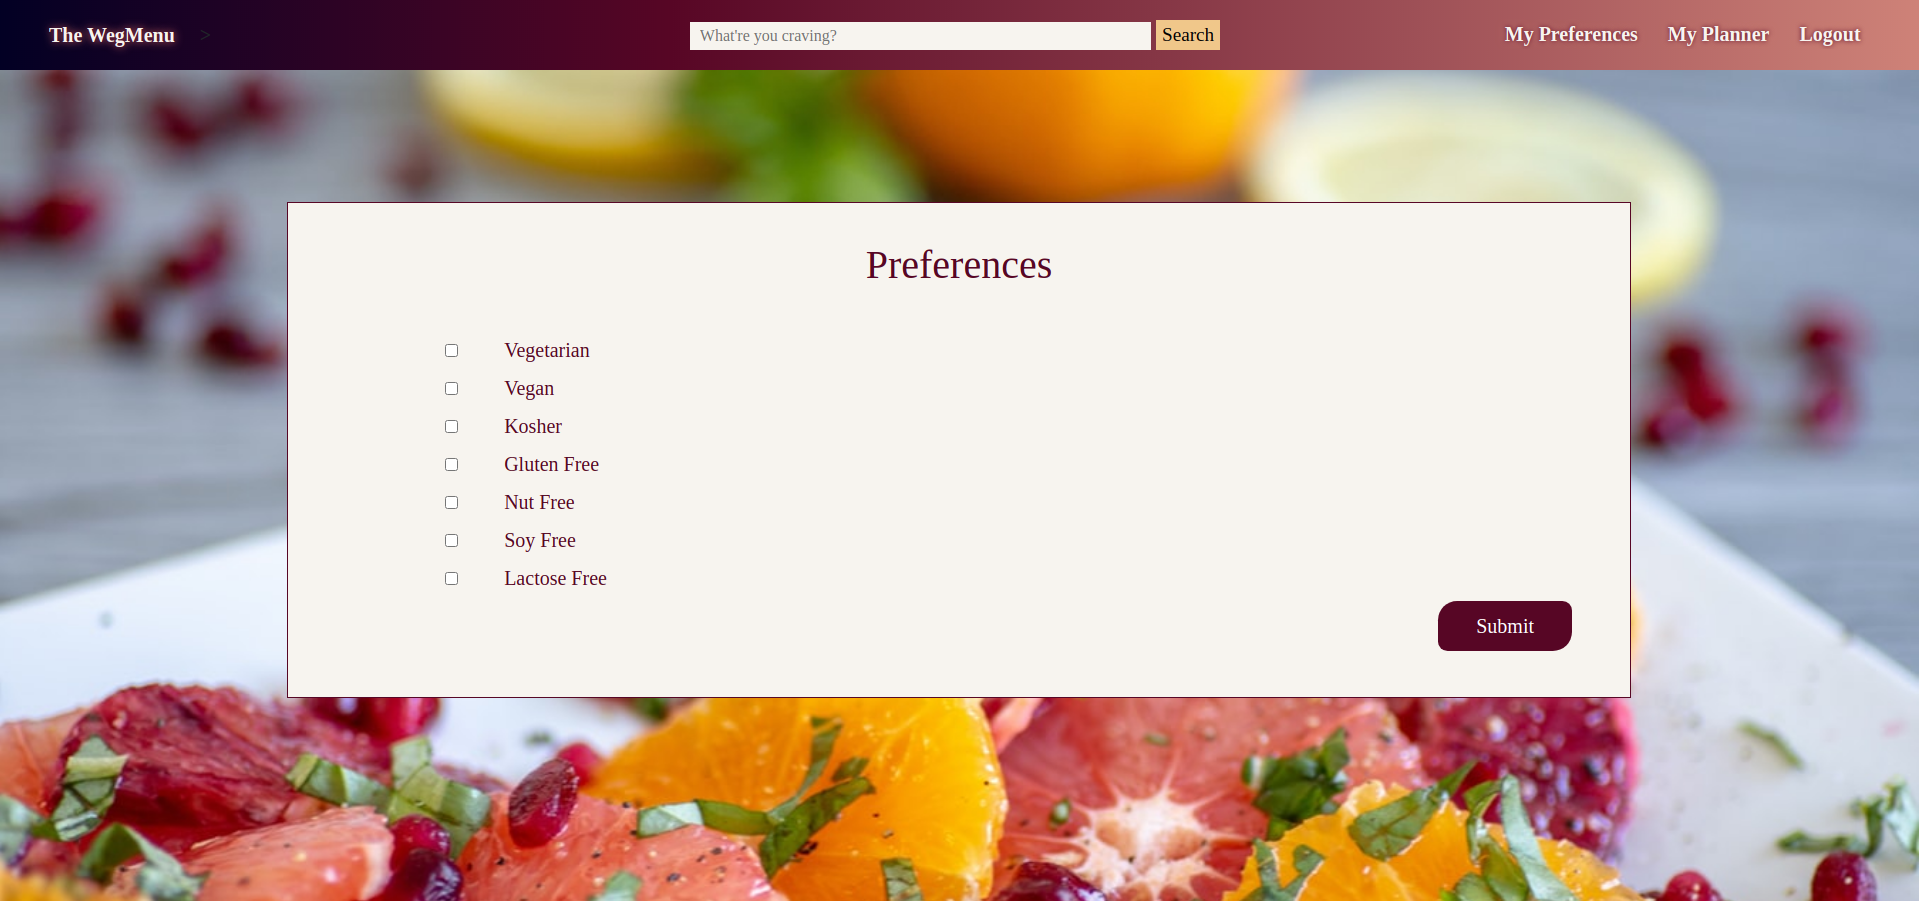 The WegMenu > What're you craving? Search My Preferences My Planner Logout
Preferences
Vegetarian
Vegan
Kosher
Gluten Free
Nut Free
Soy Free
Lactose Free
Submit